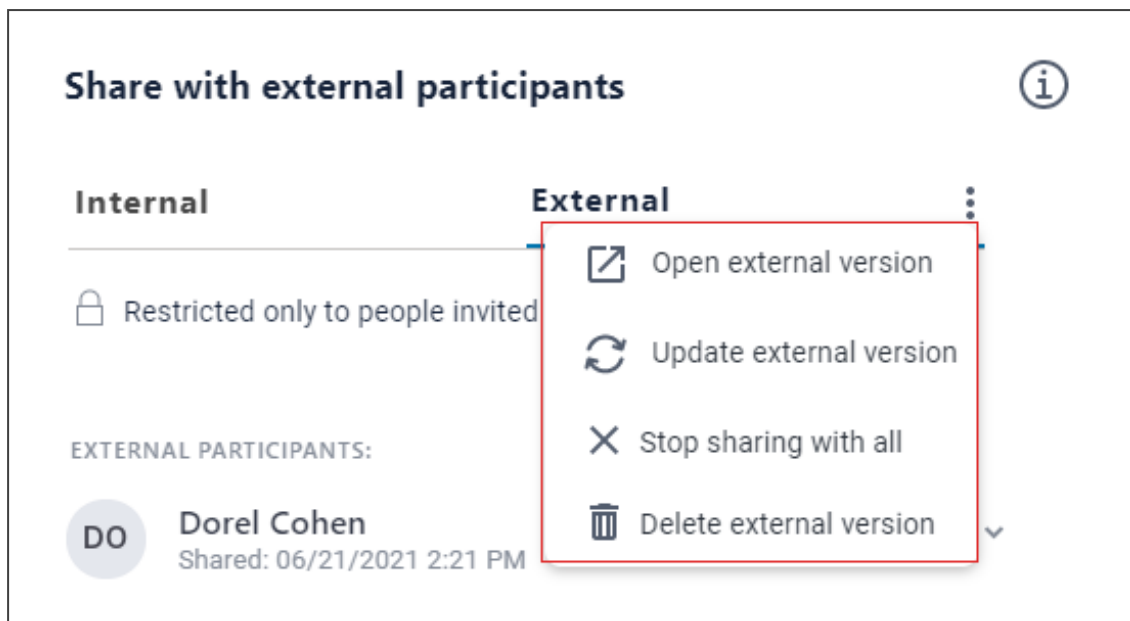 Share with external participants
Internal
External
Open external version
Restricted only to people invited
Update external version
Stop sharing with all
EXTERNAL PARTICIPANTS:
DO
Dorel Cohen
Shared: 06/21/2021 2:21 PM
Delete external version